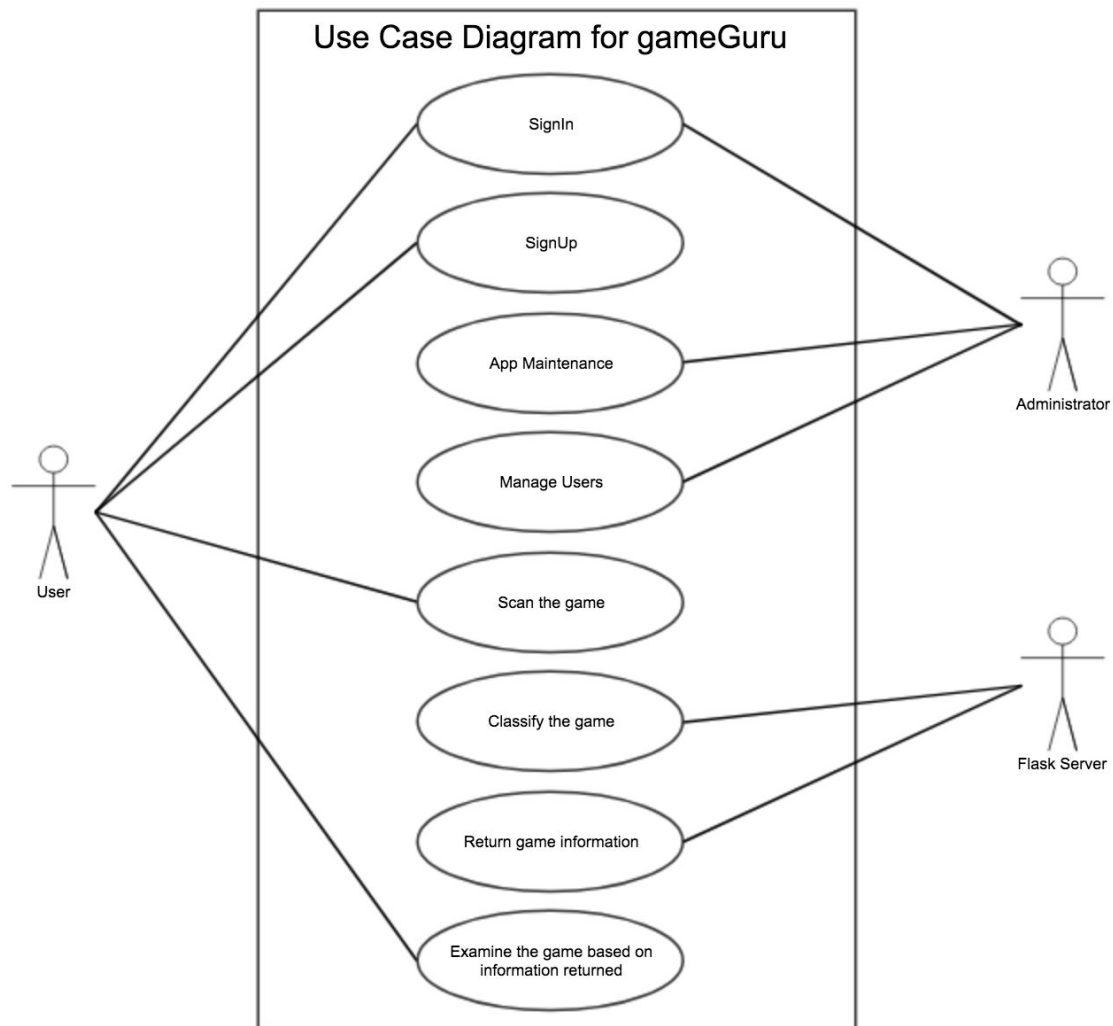 Use Case Diagram for gameGuru
SignIn
SignUp
App Maintenance
Administrator
Manage Users
User
Scan the game
Classify the game
Flask Server
Return game information
Examine the game based on
information returned